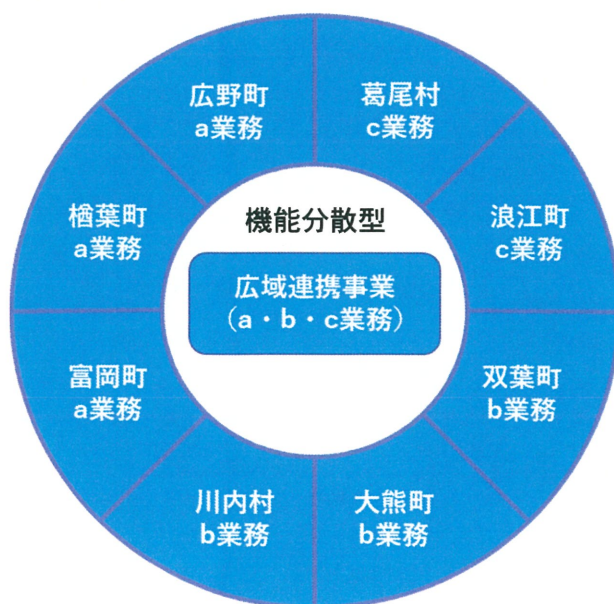 広野町
a業務
葛尾村
c業務
楢葉町
a業務
機能分散型
浪江町
c業務
広域連携事業
（a・b・c業務）
富岡町
a業務
双葉町
b業務
川内村
b業務
大熊町
b業務